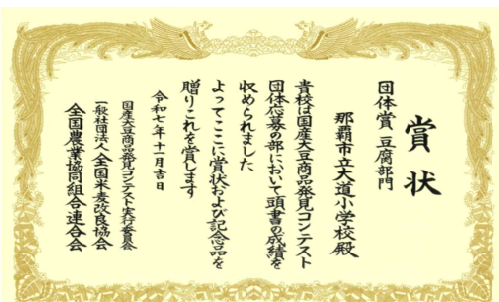 賞状
団体賞 豆腐部門
那覇市立大道小学校殿
貴校は国産大豆商品発見コンテスト
団体応募の部において頭書の成績を
収められました
よってここに賞状および記念品を
贈りこれを賞します
令和七年十一月吉日
国産大豆商品発見コンテスト実行委員会
一般社団法人全国米麦改良協会
全国農業協同組合連合会